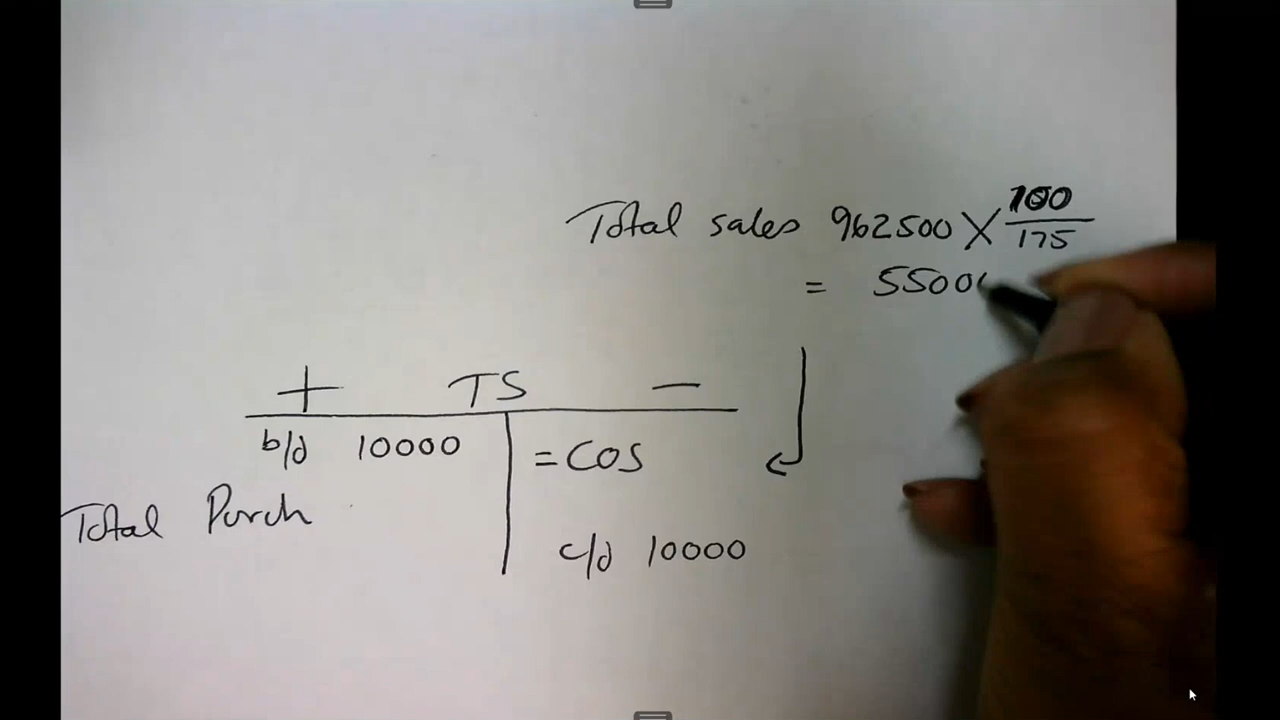 Total sales 962500 X 100/175
= 5500
+ TS -
b/d 10000 = COS
Total Purch
c/d 10000